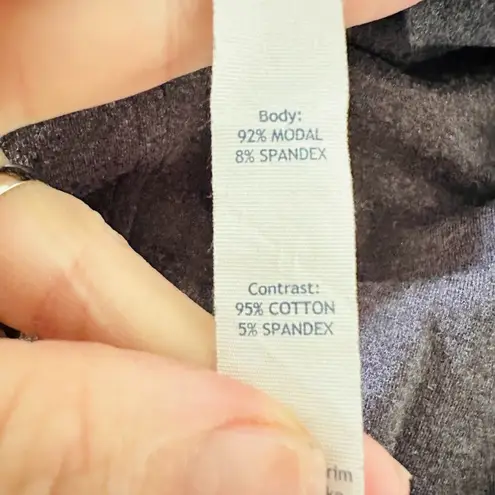 Body:
92% MODAL
8% SPANDEX
Contrast:
95% COTTON
5% SPANDEX